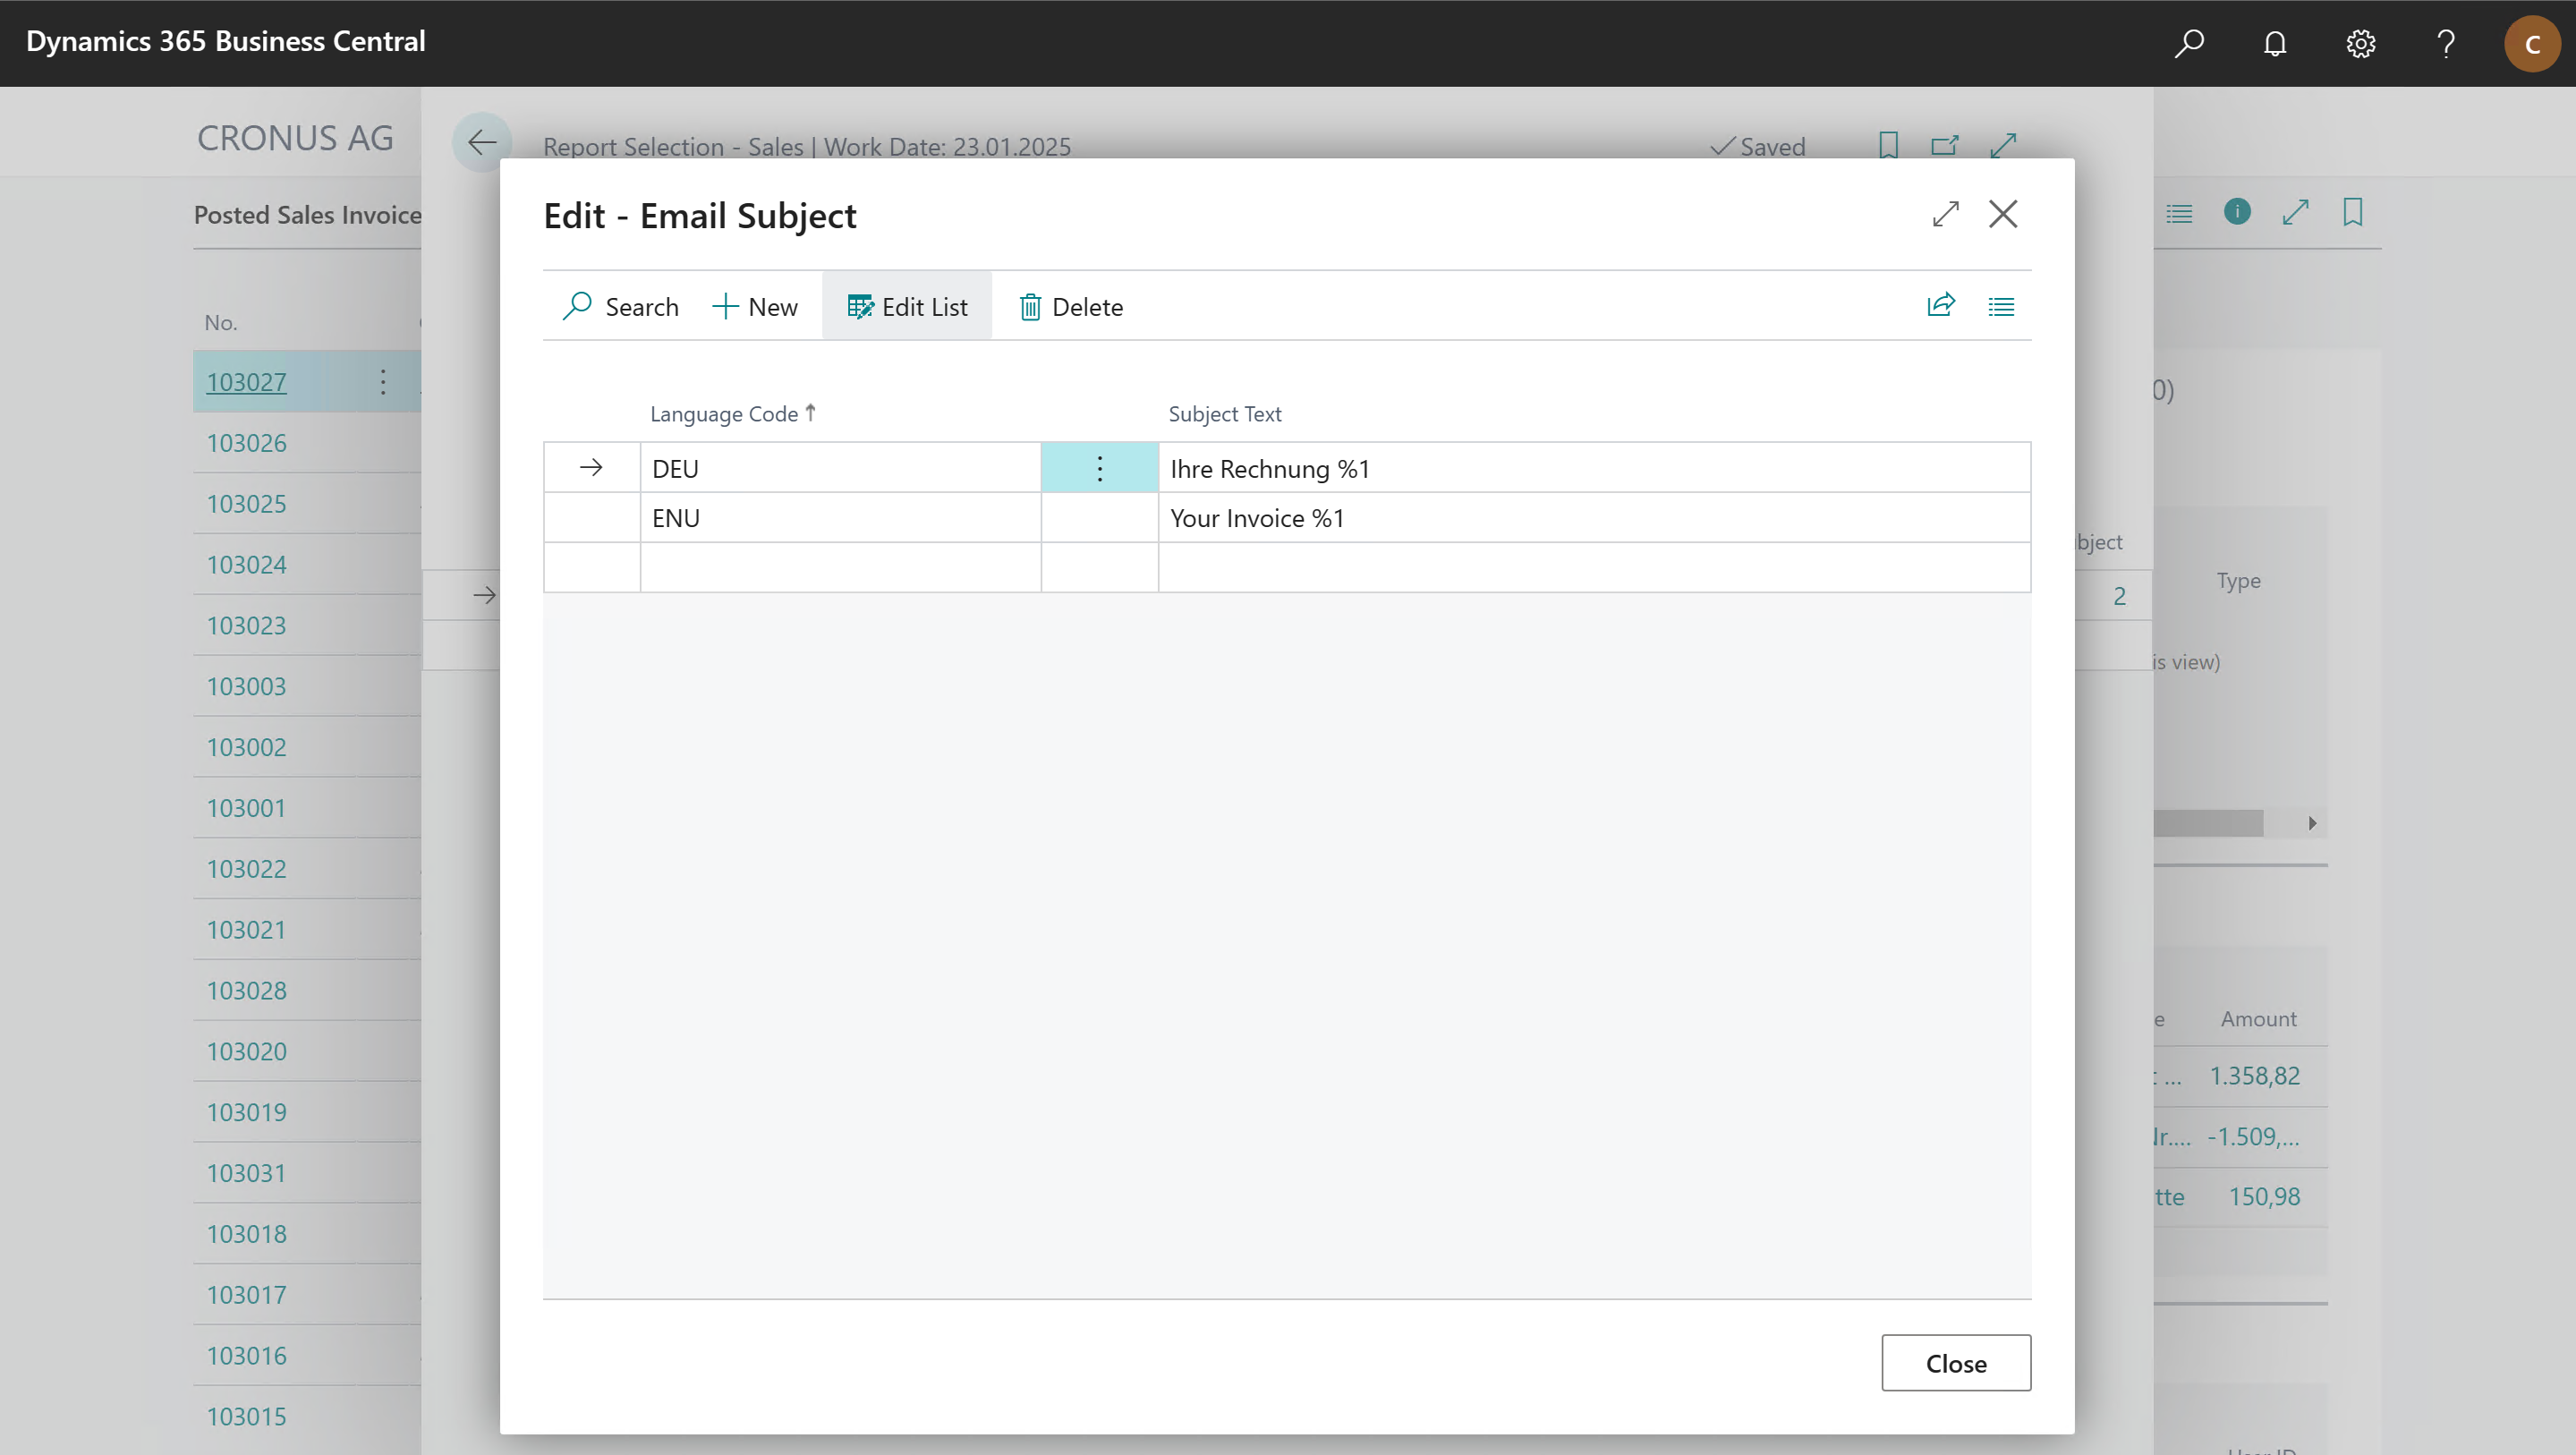 Dynamics 365 Business Central
C
CRONUS AG
Report Selection - Sales | Work Date: 23.01.2025
Saved
Posted Sales Invoice
Edit - Email Subject
Search
New
Edit List
Delete
No.
Language Code
Subject Text
DEU
Ihre Rechnung %1
ENU
Your Invoice %1
103027
103026
103025
103024
103023
103003
103002
103001
103022
103021
103028
103020
103019
103031
103018
103017
103016
103015
0)
bject
2
Type
is view)
e
Amount
1.358,82
-1.509,...
tte
150,98
Close